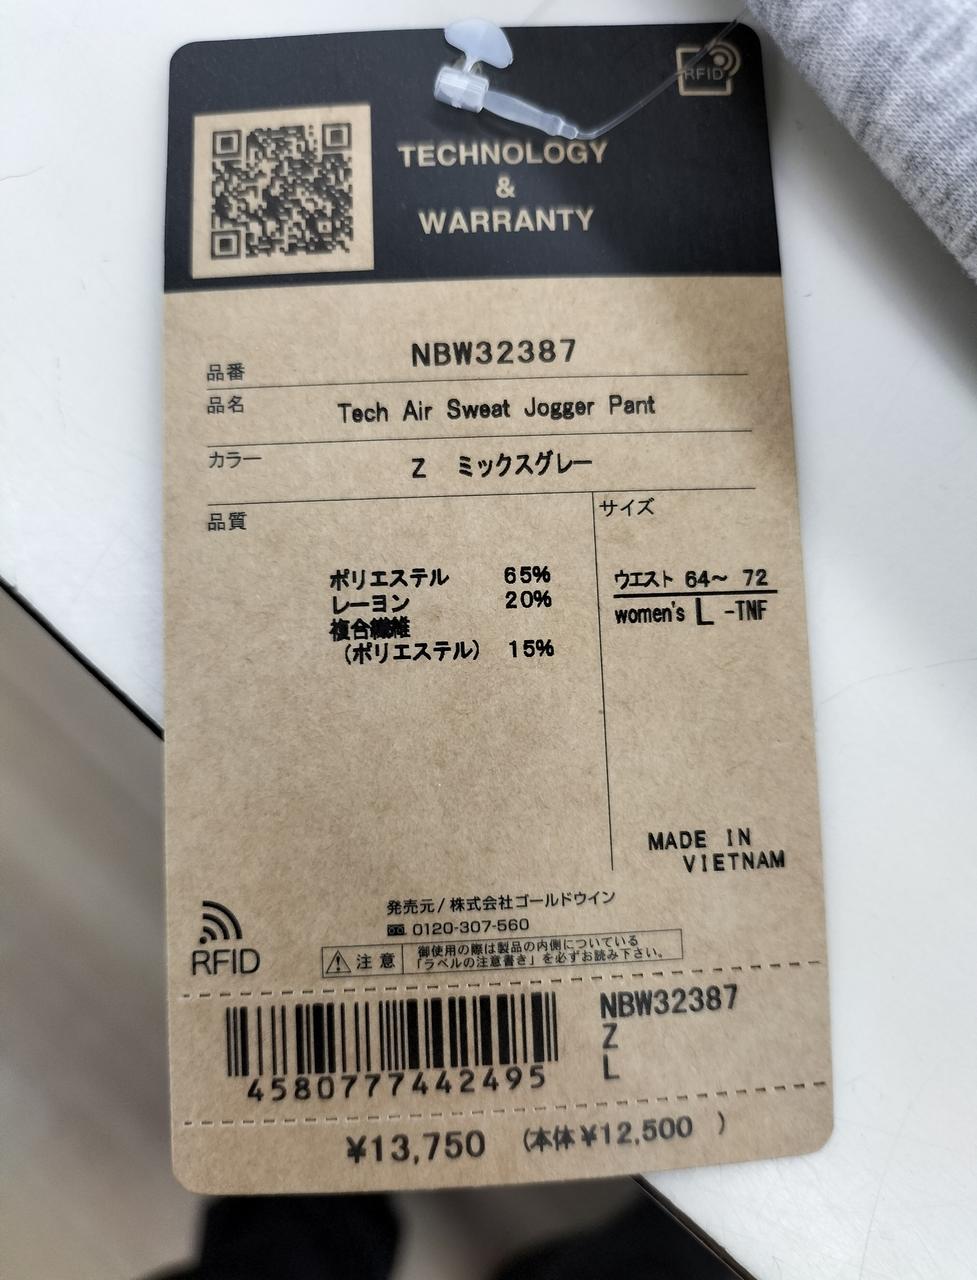 RFID
TECHNOLOGY
&
WARRANTY
品番 NBW32387
品名 Tech Air Sweat Jogger Pant
カラー Z ミックスグレー
品質
サイズ
ポリエステル 65%
レーヨン 20%
複合繊維
(ポリエステル) 15%
ウエスト 64〜 72
women's L -TNF
MADE IN
VIETNAM
発売元/株式会社ゴールドウイン
0120-307-560
注意
御使用の際は製品の内側についている
「ラベルの注意書き」を必ずお読み下さい。
RFID
4580777442495
NBW32387
Z
L
¥13,750 (本体¥12,500 )